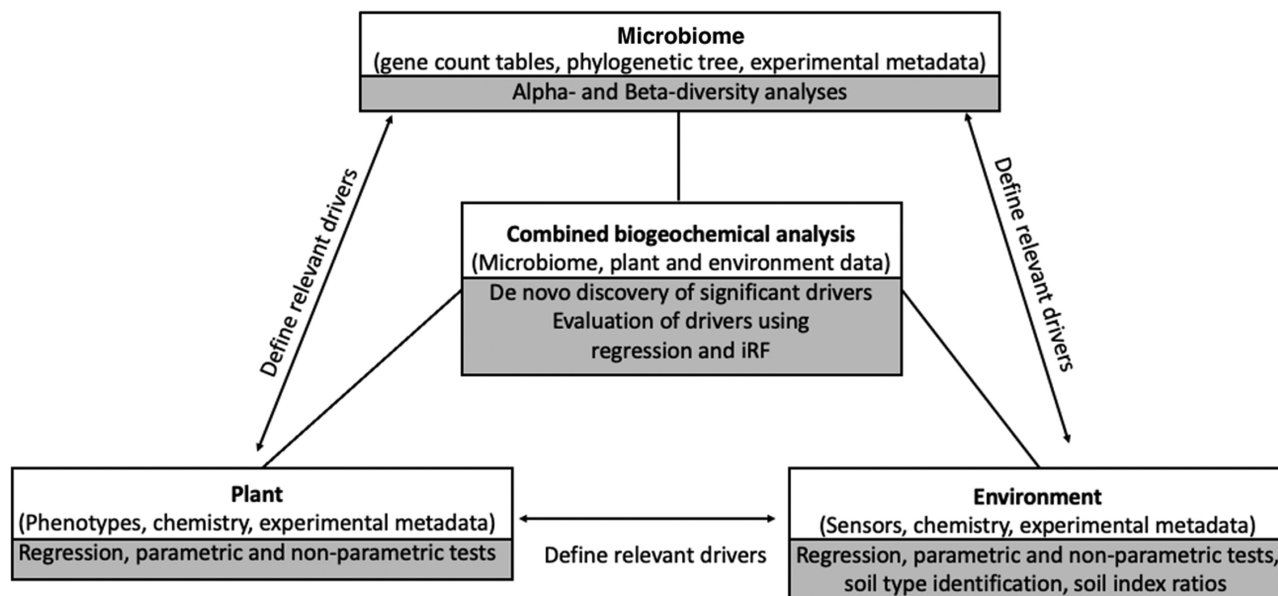 Microbiome
(gene count tables, phylogenetic tree, experimental metadata)
Alpha- and Beta-diversity analyses
Define relevant drivers
Define relevant drivers
Combined biogeochemical analysis
(Microbiome, plant and environment data)
De novo discovery of significant drivers
Evaluation of drivers using
regression and iRF
Plant
(Phenotypes, chemistry, experimental metadata)
Regression, parametric and non-parametric tests
Define relevant drivers
Environment
(Sensors, chemistry, experimental metadata)
Regression, parametric and non-parametric tests,
soil type identification, soil index ratios